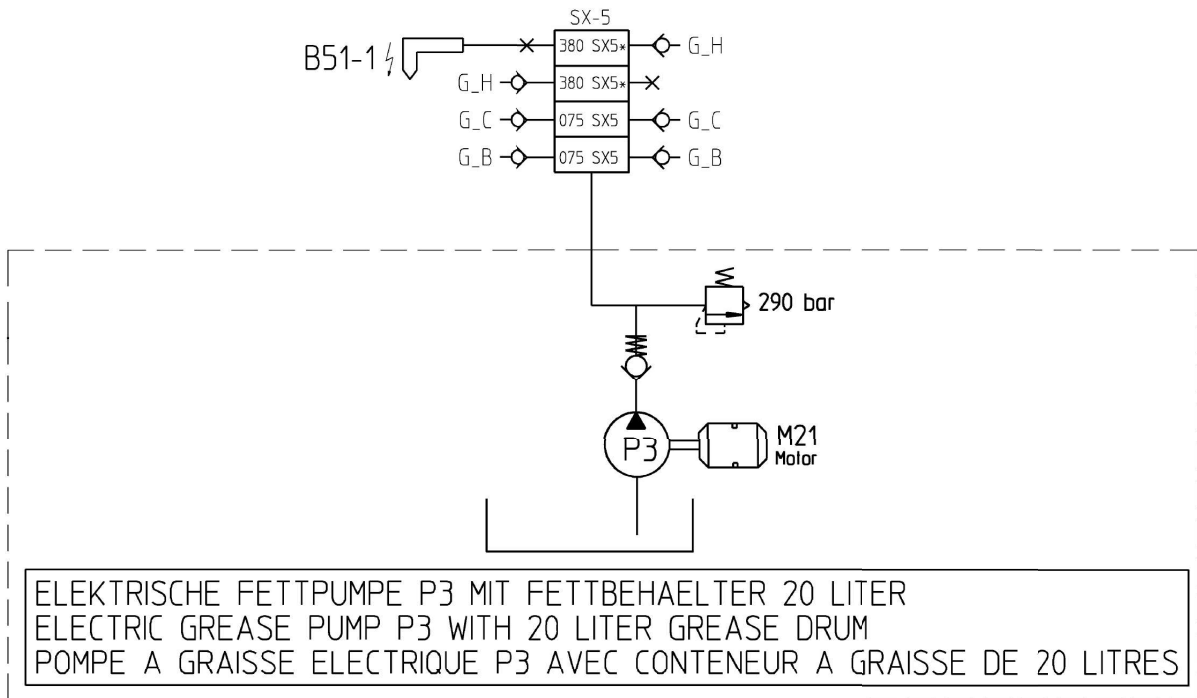 SX-5
B51-1
380 SX5* G_H
G_H 380 SX5*
G_C 075 SX5 G_C
G_B 075 SX5 G_B
290 bar
P3
M21
Motor
ELEKTRISCHE FETTPUMPE P3 MIT FETTBEHAELTER 20 LITER
ELECTRIC GREASE PUMP P3 WITH 20 LITER GREASE DRUM
POMPE A GRAISSE ELECTRIQUE P3 AVEC CONTENEUR A GRAISSE DE 20 LITRES